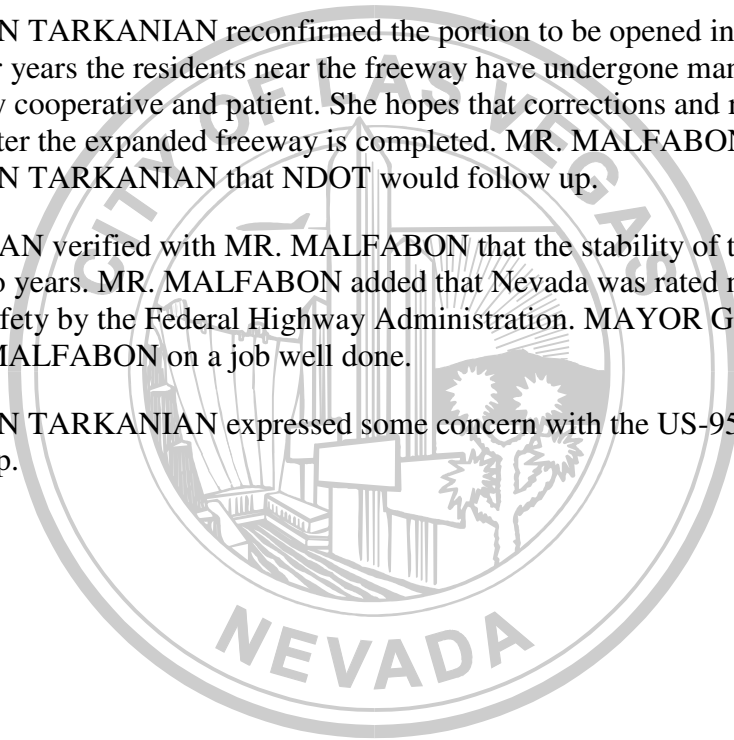 N TARKANIAN reconfirmed the portion to be opened in
years the residents near the freeway have undergone
cooperative and patient. She hopes that corrections and
ter the expanded freeway is completed. MR. MALFABON
N TARKANIAN that NDOT would follow up.
AN verified with MR. MALFABON that the stability of
years. MR. MALFABON added that Nevada was rated
fety by the Federal Highway Administration. MAYOR G
MALFABON on a job well done.
N TARKANIAN expressed some concern with the US-95
p.
CITY OF LAS VEGAS
NEVADA